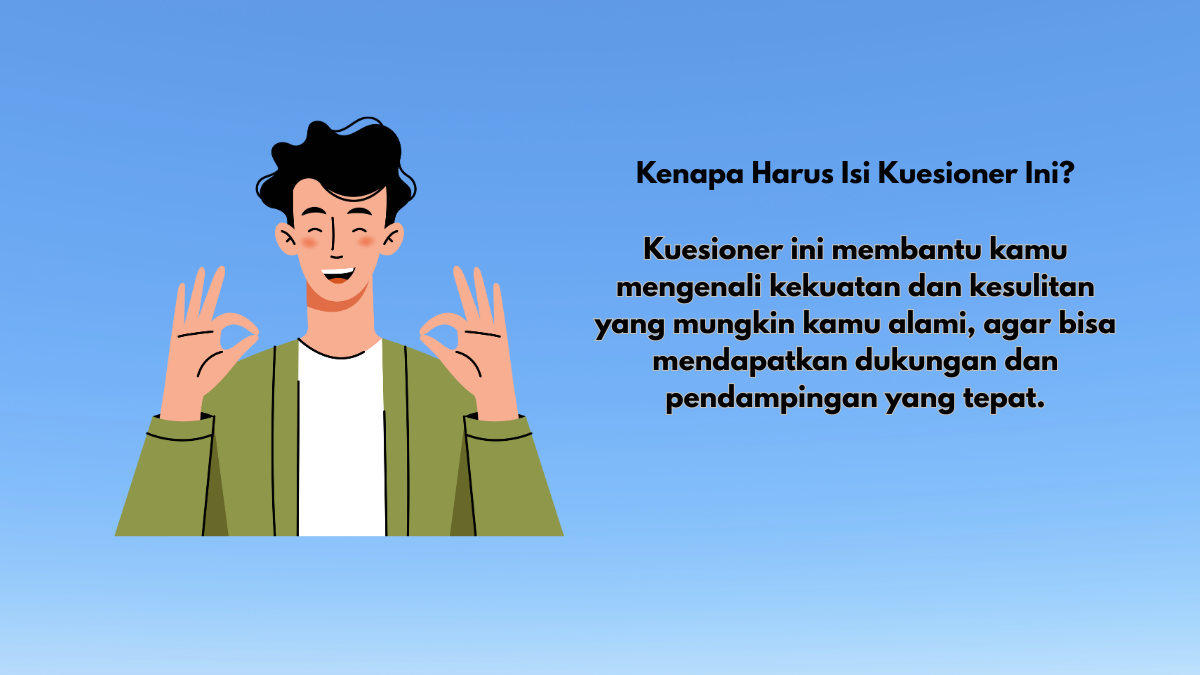 Kenapa Harus Isi Kuesioner Ini?
Kuesioner ini membantu kamu
mengenali kekuatan dan kesulitan
yang mungkin kamu alami, agar bisa
mendapatkan dukungan dan
pendampingan yang tepat.